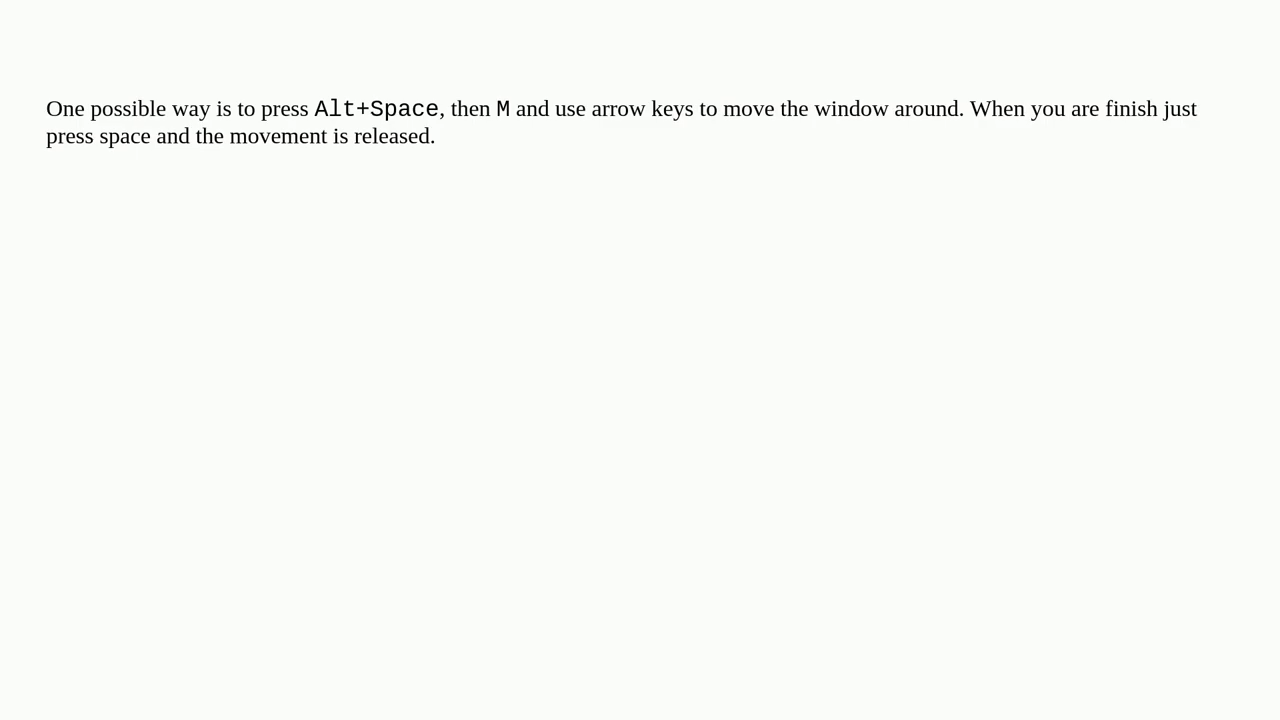 One possible way is to press Alt+Space, then M and use arrow keys to move the window around. When you are finish just
press space and the movement is released.